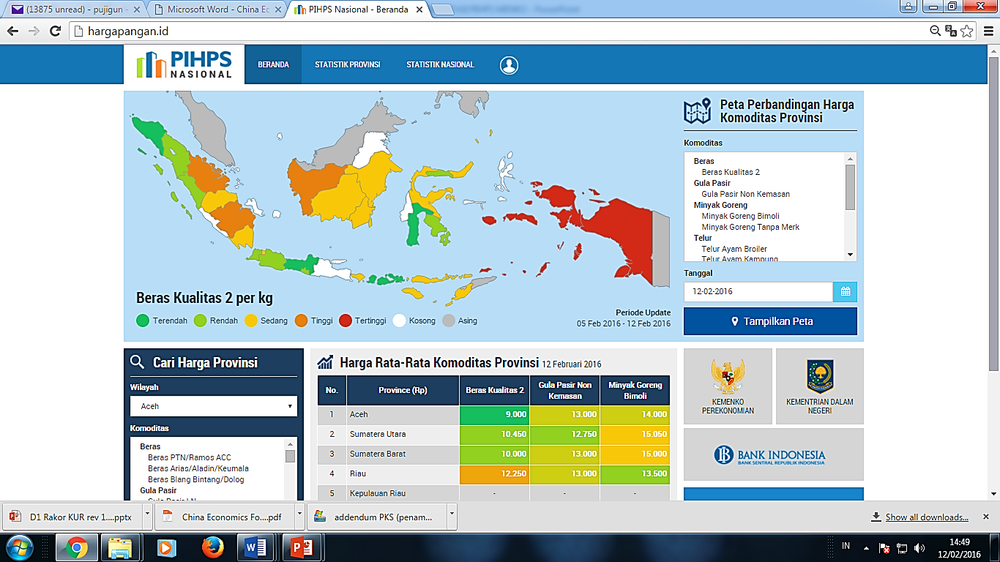 (13875 unread) - pujigun -
Microsoft Word - China Ec
PIHPS Nasional - Beranda
hargapangan.id
PIHPS
NASIONAL
BERANDA
STATISTIK PROVINSI
STATISTIK NASIONAL
Peta Perbandingan Harga
Komoditas Provinsi
Komoditas
Beras
Beras Kualitas 2
Gula Pasir
Gula Pasir Non Kemasan
Minyak Goreng
Minyak Goreng Bimoli
Minyak Goreng Tanpa Merk
Telur
Telur Ayam Broiler
Telur Ayam Kampung
Tanggal
12-02-2016
Tampilkan Peta
Beras Kualitas 2 per kg
Terendah
Rendah
Sedang
Tinggi
Tertinggi
Kosong
Asing
Periode Update
05 Feb 2016 - 12 Feb 2016
Cari Harga Provinsi
Wilayah
Aceh
Komoditas
Beras
Beras PTN/Ramos ACC
Beras Arias/Aladin/Keumala
Beras Blang Bintang/Dolog
Gula Pasir
Harga Rata-Rata Komoditas Provinsi 12 Februari 2016
No. Province (Rp) Beras Kualitas 2 Gula Pasir Non Kemasan Minyak Goreng Bimoli
1 Aceh 9.000 13.000 14.000
2 Sumatera Utara 10.450 12.750 15.050
3 Sumatera Barat 10.000 13.000 15.000
4 Riau 12.250 13.000 13.500
5 Kepulauan Riau - - -
KEMENKO
PEREKONOMIAN
KEMENTRIAN DALAM
NEGERI
BANK INDONESIA
BANK SENTRAL REPUBLIK INDONESIA
D1 Rakor KUR rev 1....pptx
China Economics Fo....pdf
addendum PKS (penam...
Show all downloads...
IN
14:49
12/02/2016